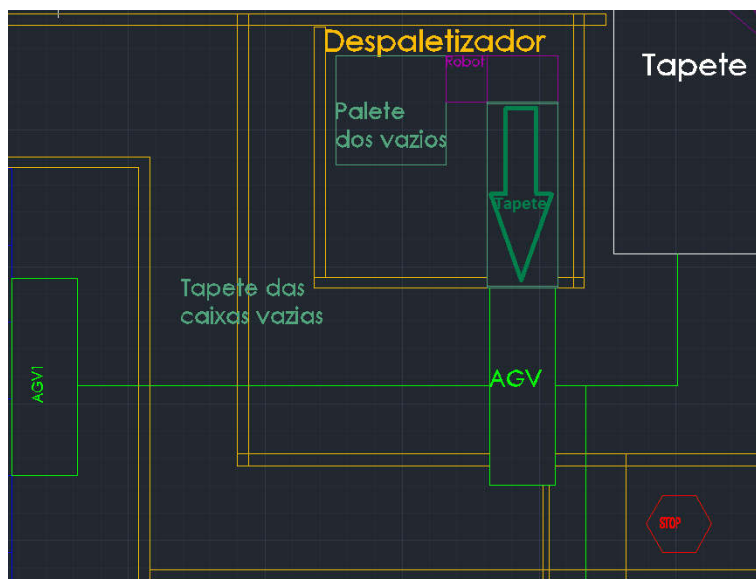 Despaletizador
Robot
Tapete
Palete
dos vazios
Tapete
Tapete das
caixas vazias
AGV1
AGV
STOP